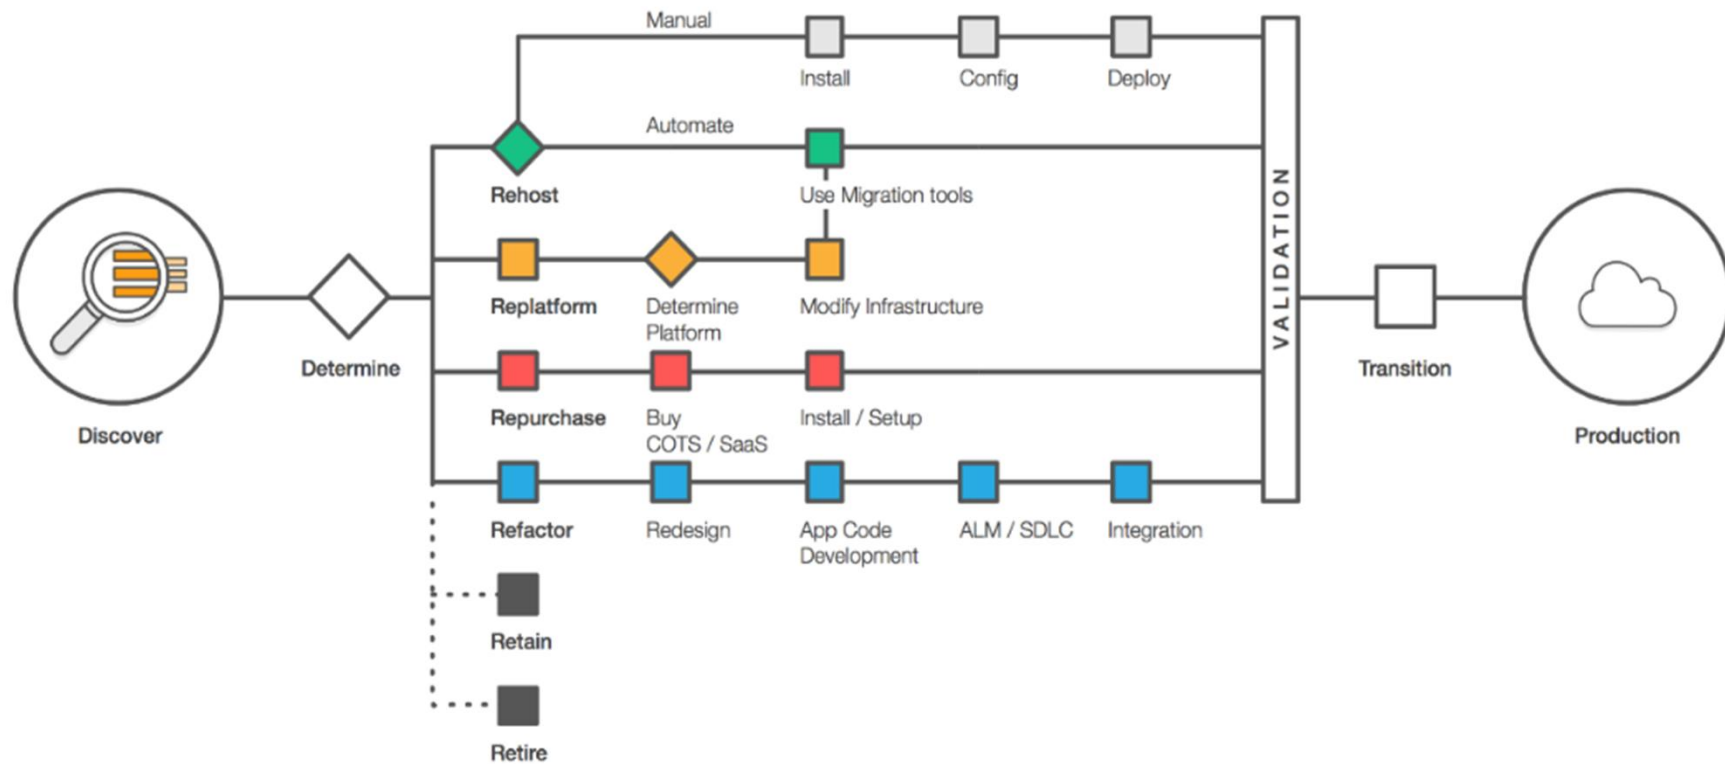 Manual
Install
Config
Deploy
Automate
Rehost
Use Migration tools
Replatform
Determine
Platform
Modify Infrastructure
VALIDATION
Discover
Determine
Repurchase
Buy
COTS / SaaS
Install / Setup
Transition
Production
Refactor
Redesign
App Code
Development
ALM / SDLC
Integration
Retain
Retire